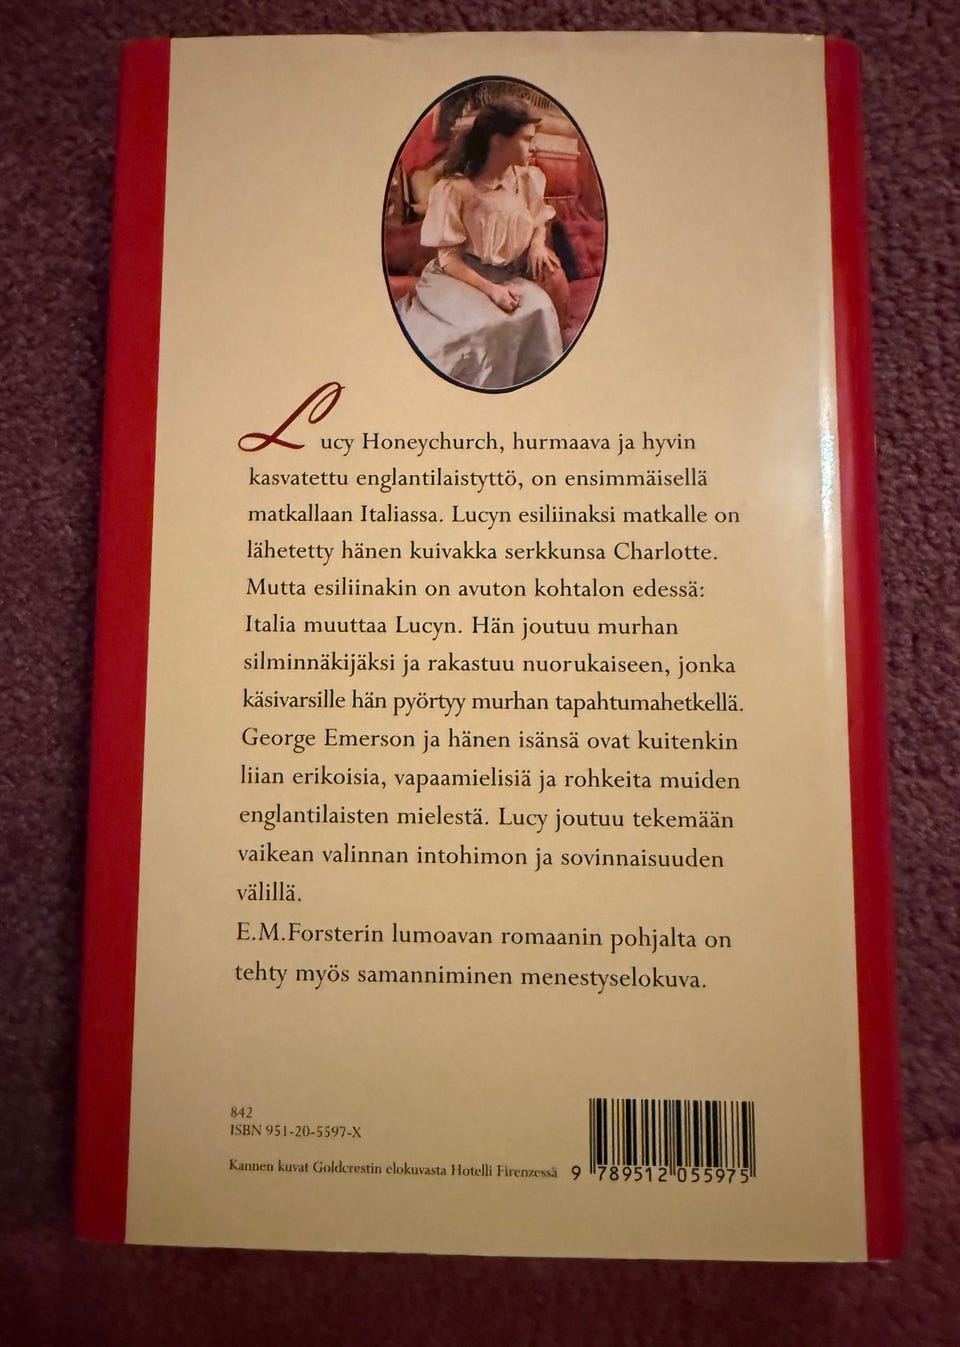 Lucy Honeychurch, hurmaava ja hyvin
kasvatettu englantilaistyttö, on ensimmäisellä
matkallaan Italiassa. Lucyn esiliinaksi matkalle on
lähetetty hänen kuivakka serkkunsa Charlotte.
Mutta esiliinakin on avuton kohtalon edessä:
Italia muuttaa Lucyn. Hän joutuu murhan
silminnäkijäksi ja rakastuu nuorukaiseen, jonka
käsivarsille hän pyörtyy murhan tapahtumahetkellä.
George Emerson ja hänen isänsä ovat kuitenkin
liian erikoisia, vapaamielisiä ja rohkeita muiden
englantilaisten mielestä. Lucy joutuu tekemään
vaikean valinnan intohimon ja sovinnaisuuden
välillä.
E.M.Forsterin lumoavan romaanin pohjalta on
tehty myös samanniminen menestyselokuva.
842
ISBN 951-20-5597-X
Kannen kuvat Goldcrestin elokuvasta Hotelli Firenzessä
9 789512 055975